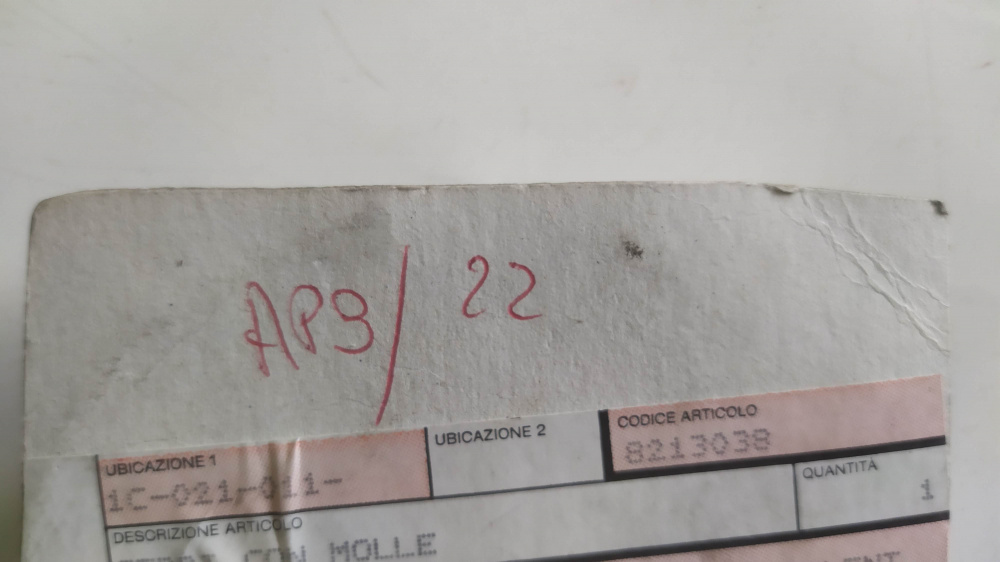 AP3/22
UBICAZIONE 1
1C-021-011-
UBICAZIONE 2
CODICE ARTICOLO
8213038
QUANTITÀ
1
DESCRIZIONE ARTICOLO
CON MOLLE